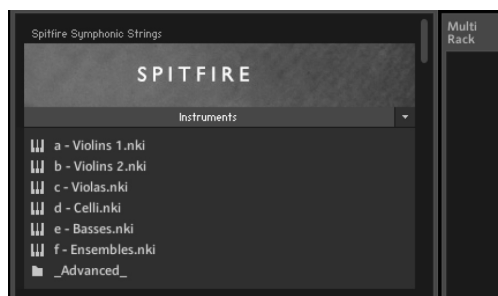 Spitfire Symphonic Strings
SPITFIRE
Instruments
a - Violins 1.nki
b - Violins 2.nki
c - Violas.nki
d - Celli.nki
e - Basses.nki
f - Ensembles.nki
_Advanced_
Multi
Rack